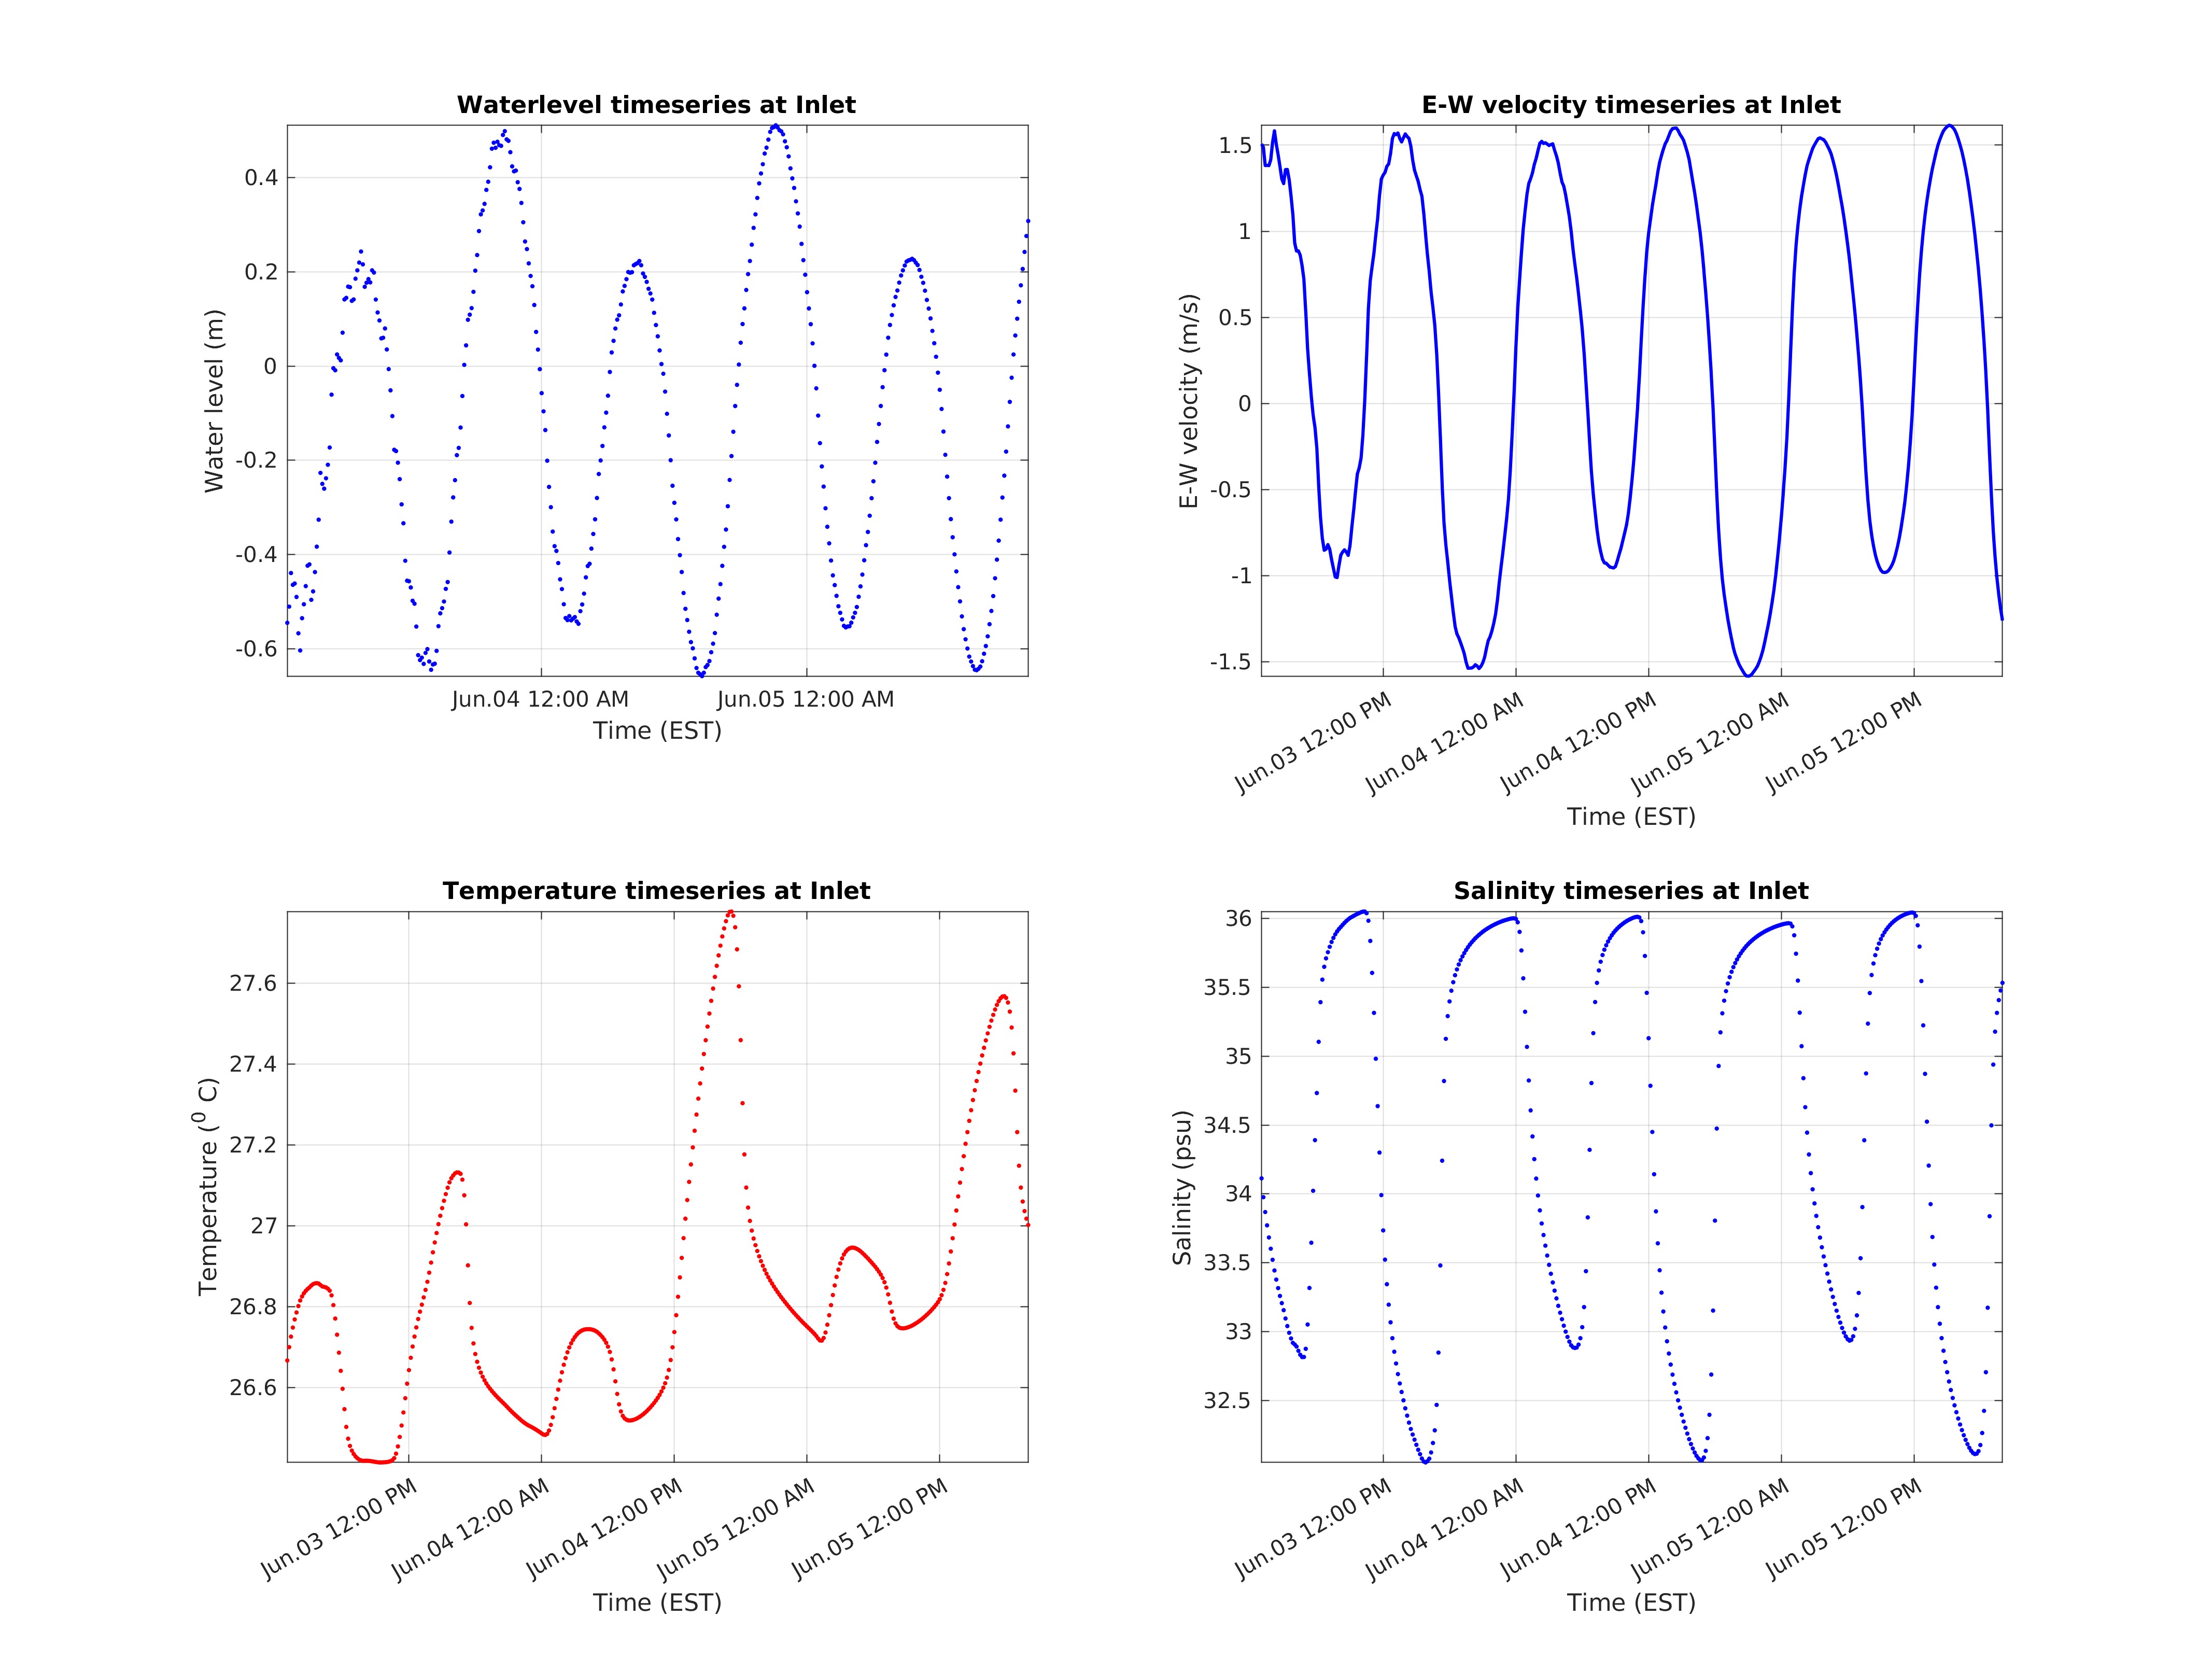 Waterlevel timeseries at Inlet
0.4
0.2
0
-0.2
-0.4
-0.6
Water level (m)
Jun.04 12:00 AM
Jun.05 12:00 AM
Time (EST)
E-W velocity timeseries at Inlet
1.5
1
0.5
0
-0.5
-1
-1.5
E-W velocity (m/s)
Jun.03 12:00 PM
Jun.04 12:00 AM
Jun.04 12:00 PM
Jun.05 12:00 AM
Jun.05 12:00 PM
Time (EST)
Temperature timeseries at Inlet
27.6
27.4
27.2
27
26.8
26.6
Temperature (⁰ C)
Jun.03 12:00 PM
Jun.04 12:00 AM
Jun.04 12:00 PM
Jun.05 12:00 AM
Jun.05 12:00 PM
Time (EST)
Salinity timeseries at Inlet
36
35.5
35
34.5
34
33.5
33
32.5
Salinity (psu)
Jun.03 12:00 PM
Jun.04 12:00 AM
Jun.04 12:00 PM
Jun.05 12:00 AM
Jun.05 12:00 PM
Time (EST)